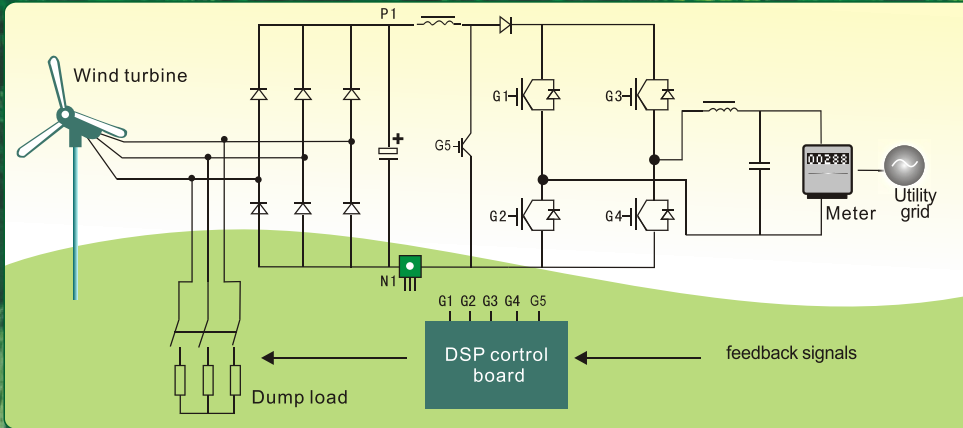 P1
Wind turbine
G1
G3
+
G5
00288
G2
G4
Meter
Utility
grid
N1
G1 G2 G3 G4 G5
DSP cortrol
board
feedback signals
Dump load